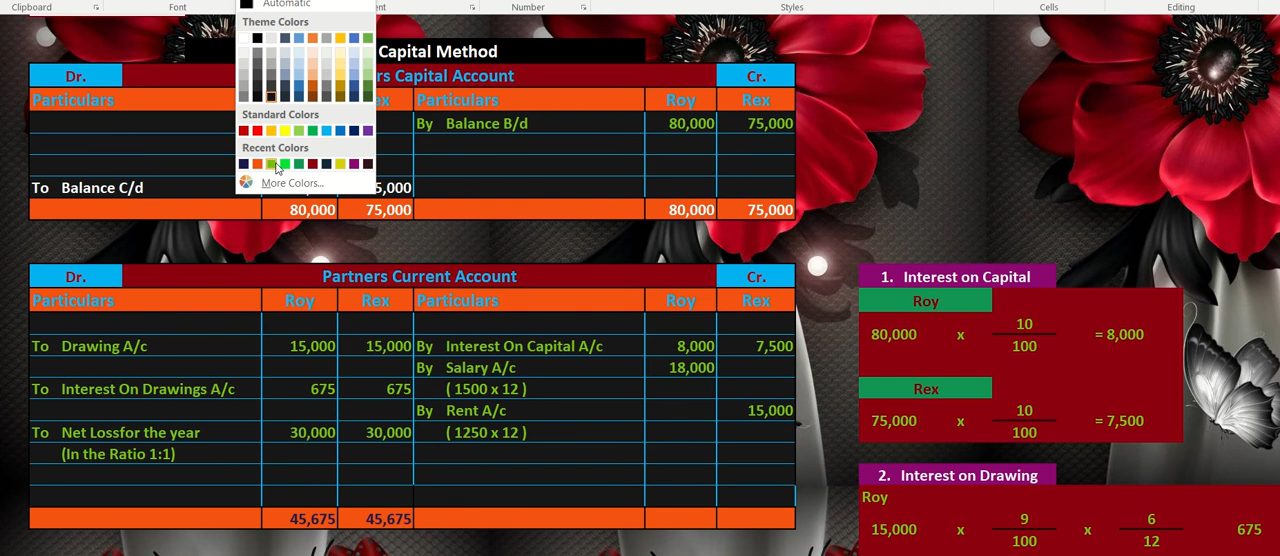 Font ent Number Styles Cells Editing
Automatic
Theme Colors
Standard Colors
Recent Colors
More Colors...
Capital Method
Dr. rs Capital Account Cr.
Particulars ex Particulars Roy Rex
By Balance B/d 80,000 75,000
To Balance C/d 5,000
80,000 75,000 80,000 75,000
Dr. Partners Current Account Cr.
Particulars Roy Rex Particulars Roy Rex
To Drawing A/c 15,000 15,000 By Interest On Capital A/c 8,000 7,500
By Salary A/c 18,000
To Interest On Drawings A/c 675 675 ( 1500 x 12 )
By Rent A/c 15,000
To Net Lossfor the year 30,000 30,000 ( 1250 x 12 )
(In the Ratio 1:1)
45,675 45,675
1. Interest on Capital
Roy
80,000 x 10 = 8,000
100
Rex
75,000 x 10 = 7,500
100
2. Interest on Drawing
Roy
15,000 x 9 x 6 675
100 12